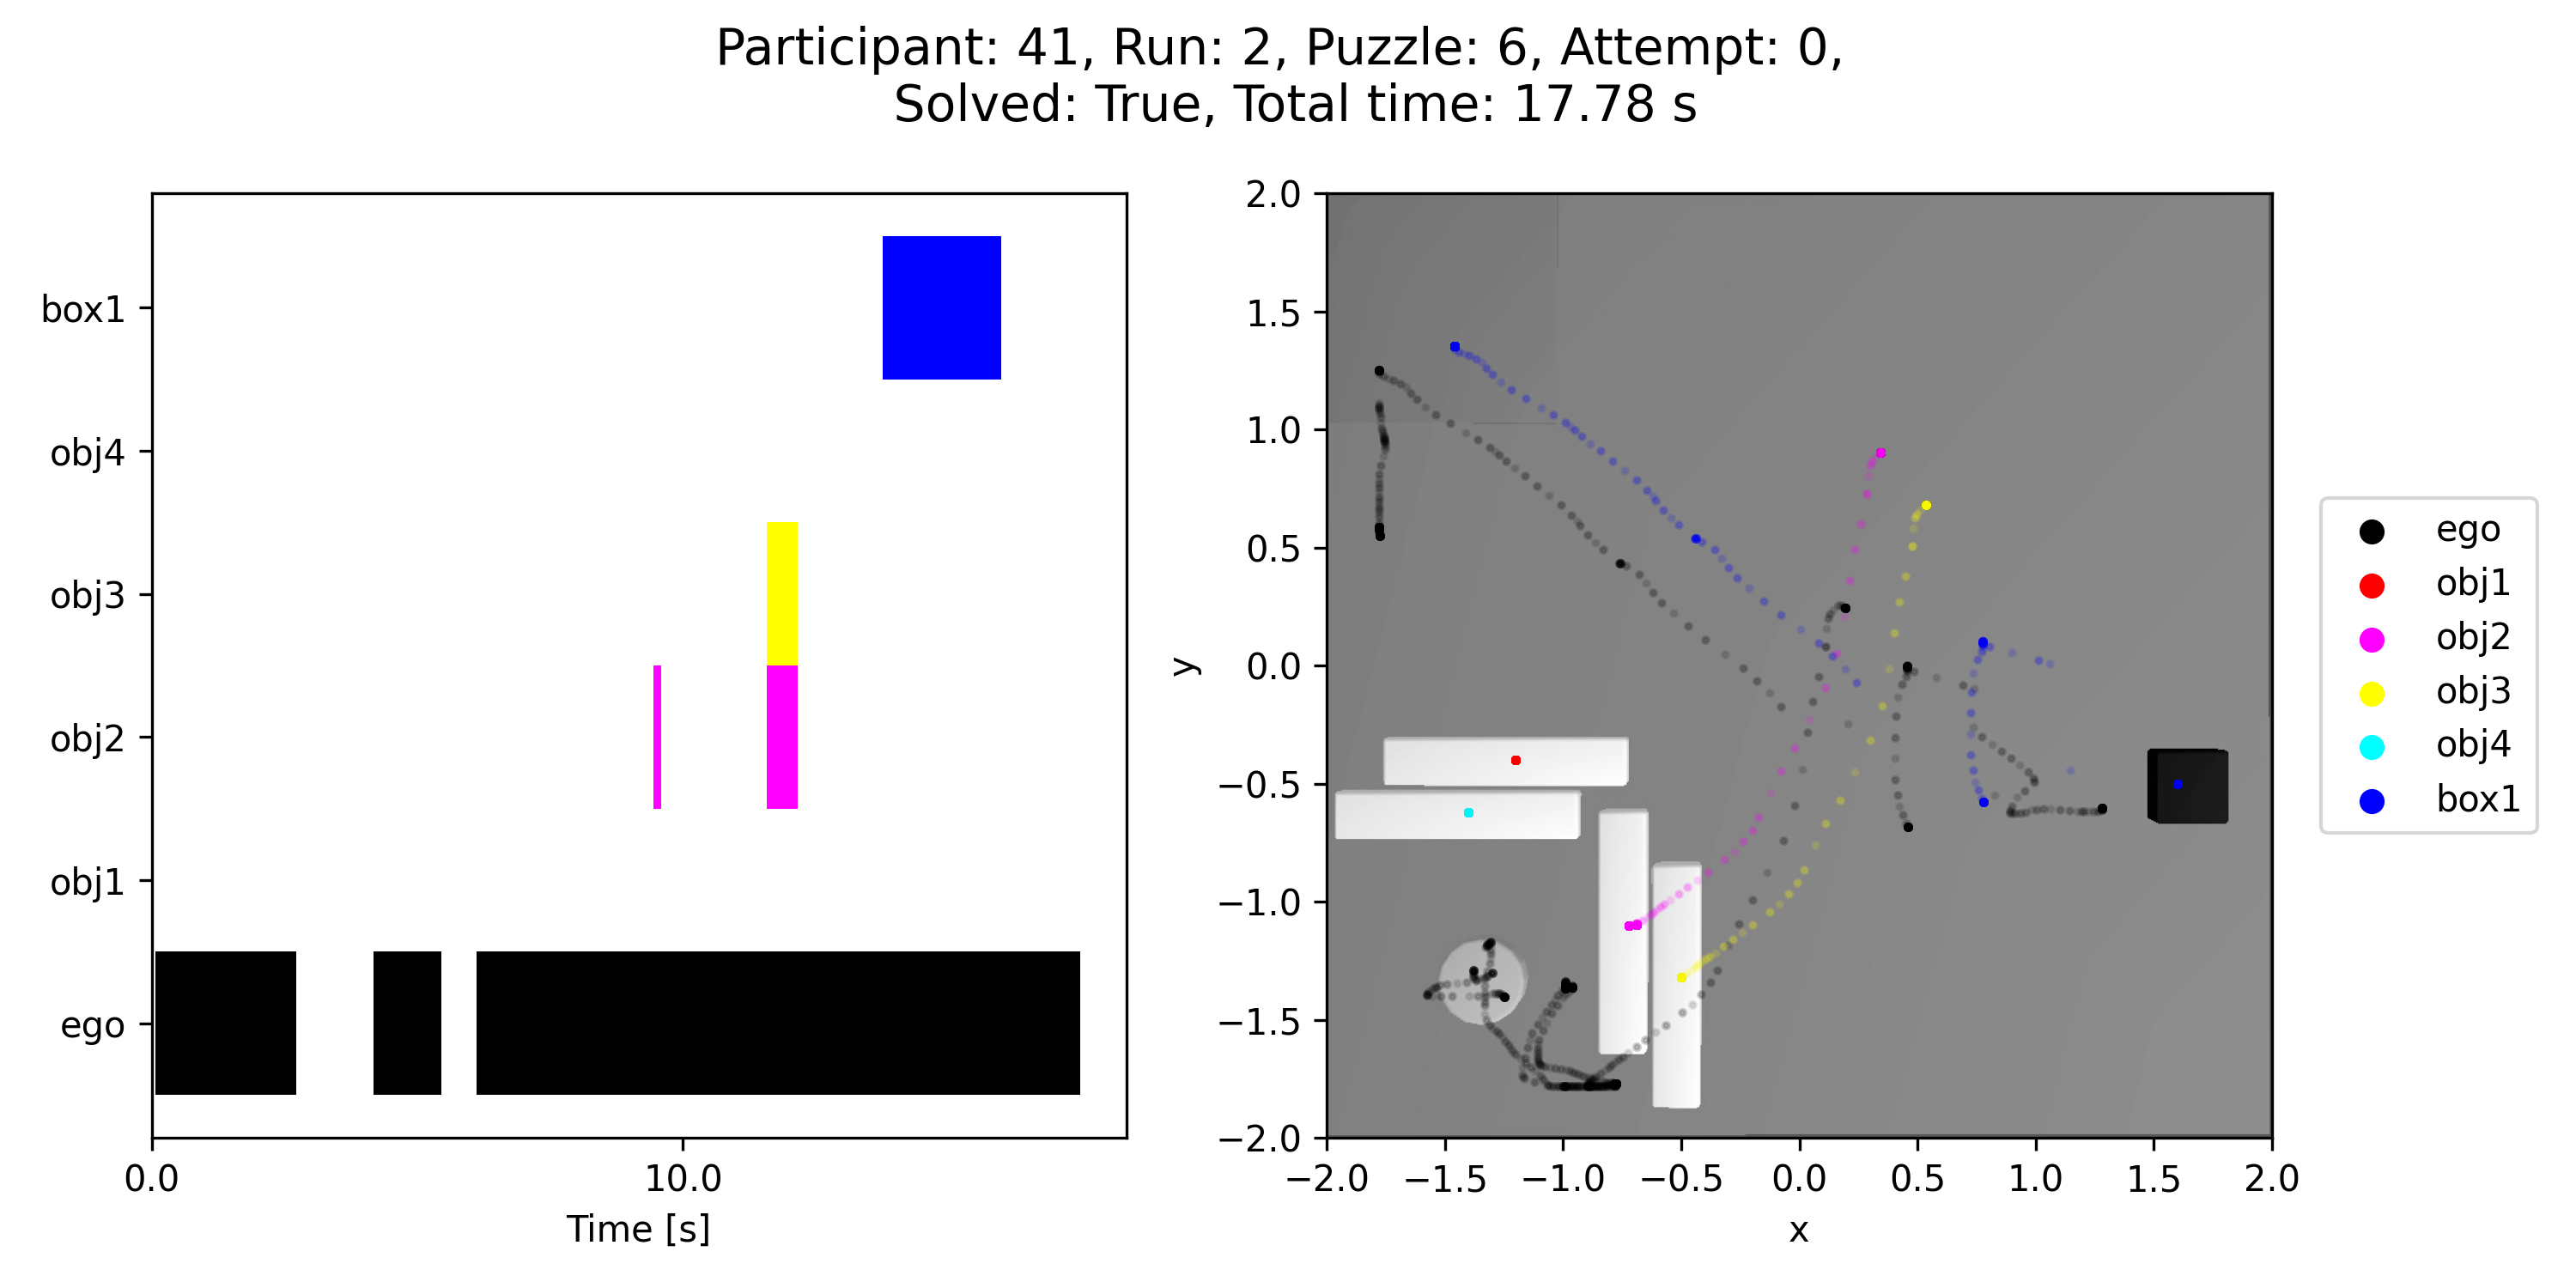 Participant: 41, Run: 2, Puzzle: 6, Attempt: 0,
Solved: True, Total time: 17.78 s
box1
obj4
obj3
obj2
obj1
ego
0.0 10.0
Time [s]
2.0
1.5
1.0
0.5
0.0
−0.5
−1.0
−1.5
−2.0
y
−2.0 −1.5 −1.0 −0.5 0.0 0.5 1.0 1.5 2.0
x
ego
obj1
obj2
obj3
obj4
box1